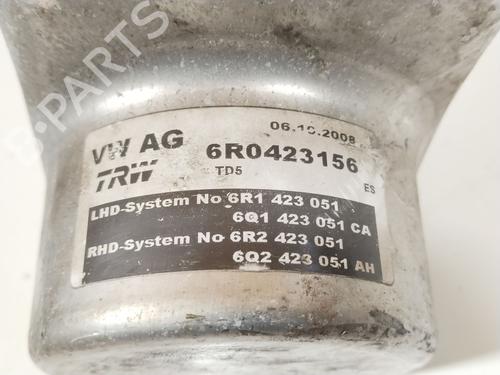 B-PARTS
06.10.2008
VW AG 6R0423156
TRW TD5 ES
LHD-System No 6R1 423 051
6Q1 423 051 CA
RHD-System No 6R2 423 051
6Q2 423 051 AH